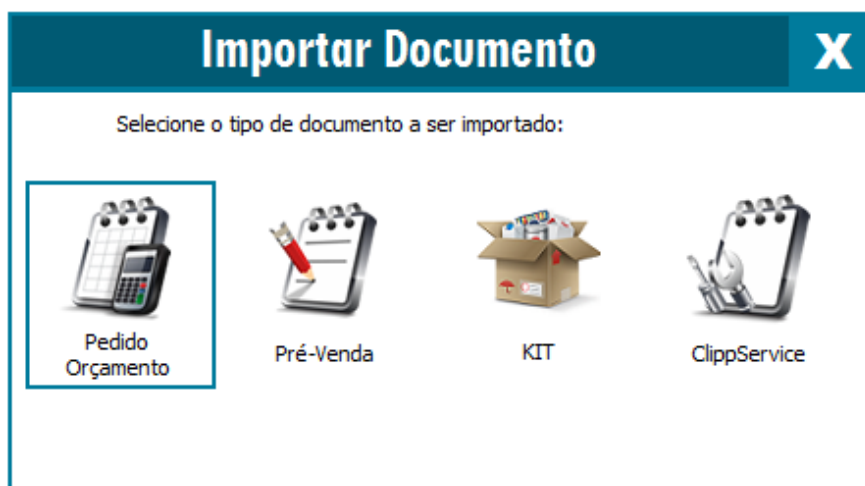 Importar Documento
X
Selecione o tipo de documento a ser importado:
Pedido
Orçamento
Pré-Venda
KIT
ClippService